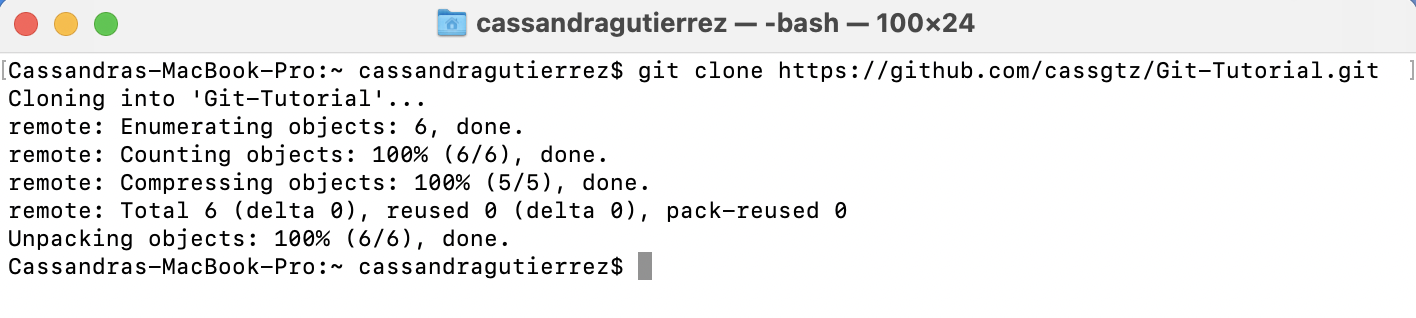 cassandragutierrez — -bash — 100×24
[Cassandras-MacBook-Pro:~ cassandragutierrez$ git clone https://github.com/cassgtz/Git-Tutorial.git ]
Cloning into 'Git-Tutorial'...
remote: Enumerating objects: 6, done.
remote: Counting objects: 100% (6/6), done.
remote: Compressing objects: 100% (5/5), done.
remote: Total 6 (delta 0), reused 0 (delta 0), pack-reused 0
Unpacking objects: 100% (6/6), done.
Cassandras-MacBook-Pro:~ cassandragutierrez$